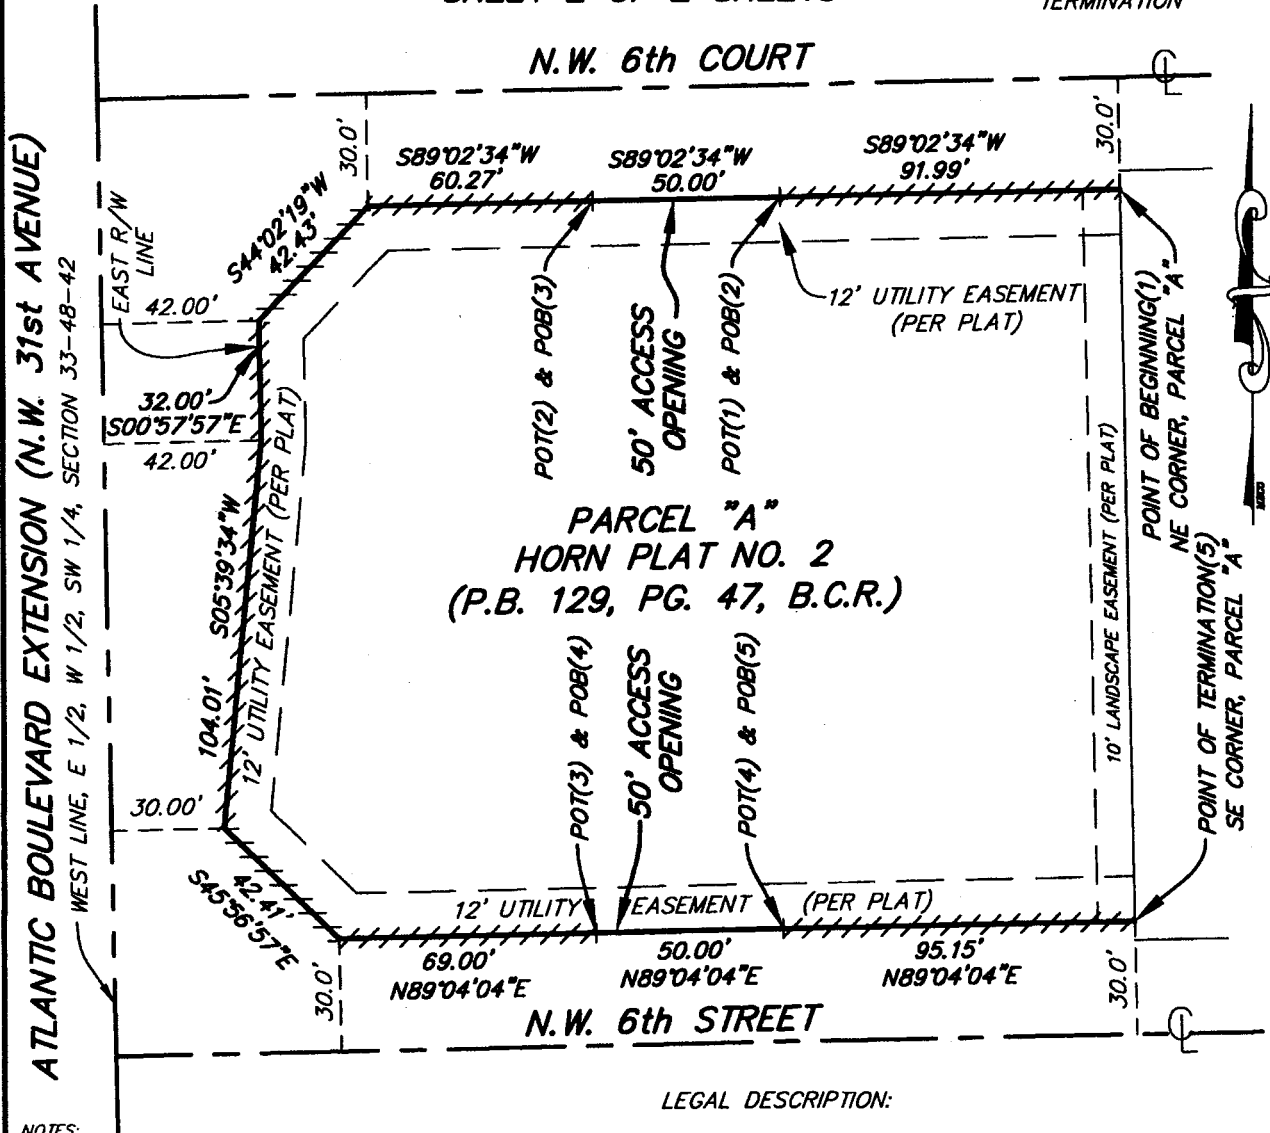 N.W. 6th COURT
℄
30.0'
S89°02'34"W
60.27'
S89°02'34"W
50.00'
S89°02'34"W
91.99'
30.0'
S44°02'19"W
42.43'
EAST R/W
LINE
42.00'
32.00'
S00°57'57"E
42.00'
S05°39'34"W
104.01'
12' UTILITY EASEMENT (PER PLAT)
30.00'
S45°56'57"E
42.41'
ATLANTIC BOULEVARD EXTENSION (N.W. 31st AVENUE)
WEST LINE, E 1/2, W 1/2, SW 1/4, SECTION 33-48-42
POT(2) & POB(3)
50' ACCESS
OPENING
POT(1) & POB(2)
12' UTILITY EASEMENT
(PER PLAT)
POINT OF BEGINNING(1)
NE CORNER, PARCEL "A"
PARCEL "A"
HORN PLAT NO. 2
(P.B. 129, PG. 47, B.C.R.)
POT(3) & POB(4)
50' ACCESS
OPENING
POT(4) & POB(5)
10' LANDSCAPE EASEMENT (PER PLAT)
POINT OF TERMINATION(5)
SE CORNER, PARCEL "A"
12' UTILITY EASEMENT (PER PLAT)
30.0'
69.00'
N89°04'04"E
50.00'
N89°04'04"E
95.15'
N89°04'04"E
30.0'
N.W. 6th STREET
℄
LEGAL DESCRIPTION:
NOTES: